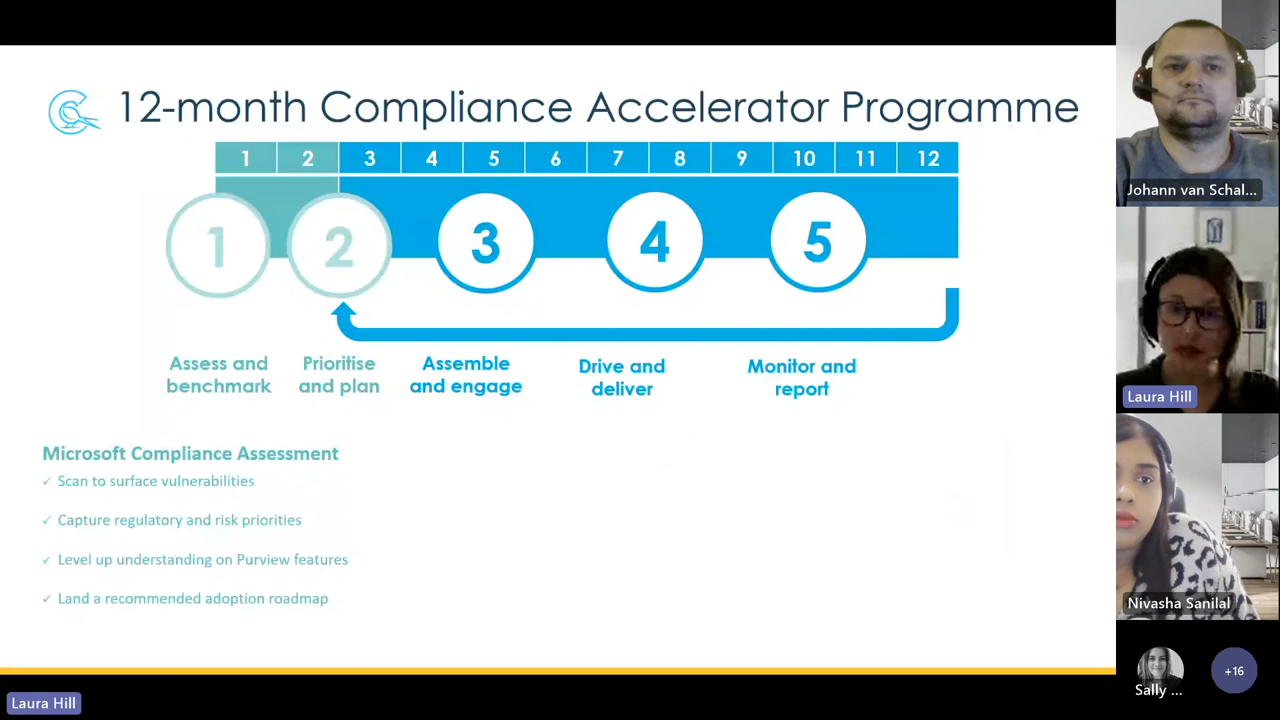 12-month Compliance Accelerator Programme
1 2 3 4 5 6 7 8 9 10 11 12
1 2 3 4 5
Assess and
benchmark
Prioritise
and plan
Assemble
and engage
Drive and
deliver
Monitor and
report
Microsoft Compliance Assessment
✓ Scan to surface vulnerabilities
✓ Capture regulatory and risk priorities
✓ Level up understanding on Purview features
✓ Land a recommended adoption roadmap
Laura Hill
Johann van Schal...
Laura Hill
Nivasha Sanilal
Sally ...
+16